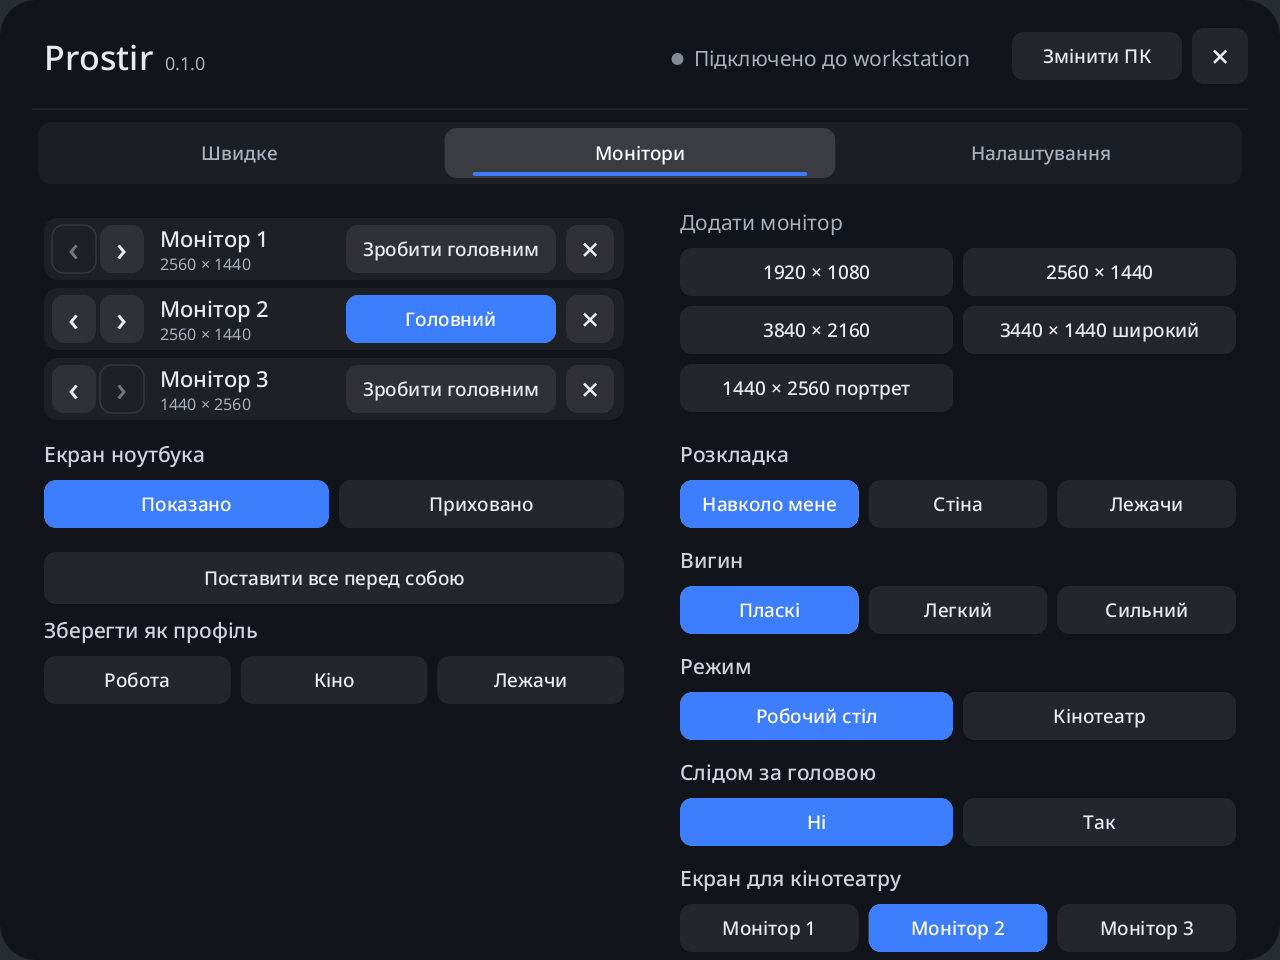 Prostir 0.1.0
Підключено до workstation
Змінити ПК
×
Швидке
Монітори
Налаштування
‹ › Монітор 1
2560 × 1440
Зробити головним
×
‹ › Монітор 2
2560 × 1440
Головний
×
‹ › Монітор 3
1440 × 2560
Зробити головним
×
Екран ноутбука
Показано
Приховано
Поставити все перед собою
Зберегти як профіль
Робота
Кіно
Лежачи
Додати монітор
1920 × 1080
2560 × 1440
3840 × 2160
3440 × 1440 широкий
1440 × 2560 портрет
Розкладка
Навколо мене
Стіна
Лежачи
Вигин
Пласкі
Легкий
Сильний
Режим
Робочий стіл
Кінотеатр
Слідом за головою
Ні
Так
Екран для кінотеатру
Монітор 1
Монітор 2
Монітор 3